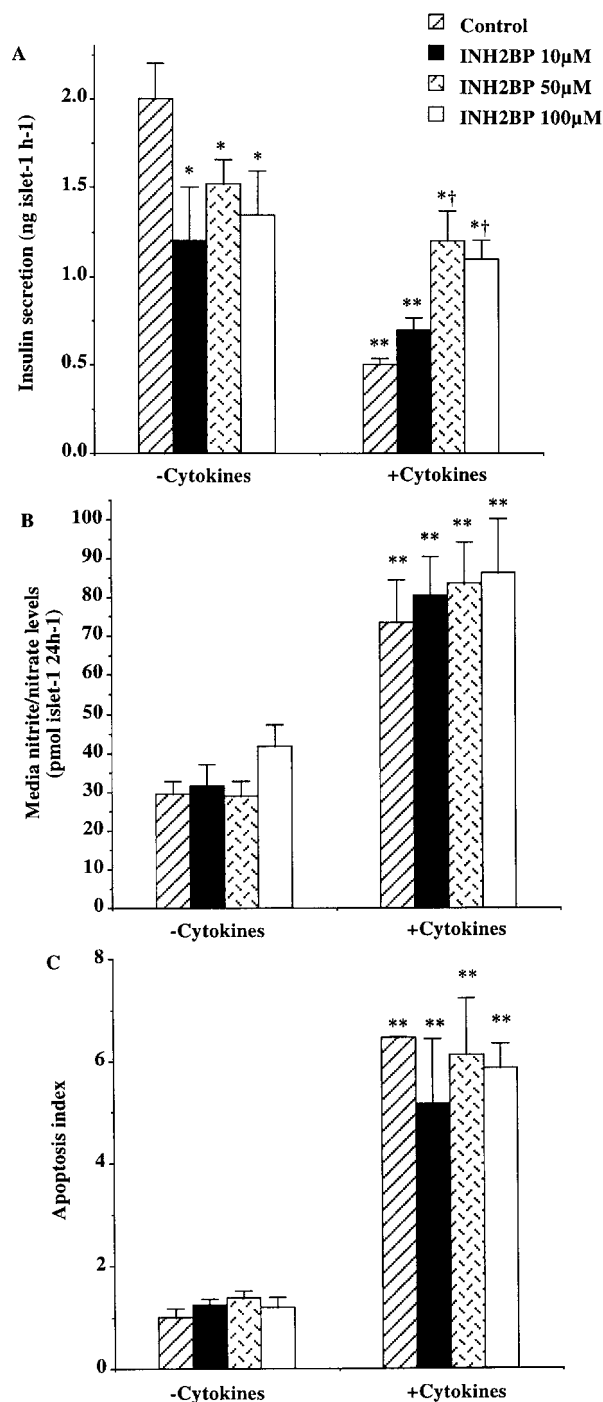 Control
INH2BP 10µM
INH2BP 50µM
INH2BP 100µM
A
Insulin secretion (ng islet-1 h-1)
2.0
1.5
1.0
0.5
0.0
*
*
*
**
**
*†
*†
-Cytokines
+Cytokines
B
Media nitrite/nitrate levels
(pmol islet-1 24h-1)
100
90
80
70
60
50
40
30
20
10
0
**
**
**
**
-Cytokines
+Cytokines
C
Apoptosis index
8
6
4
2
0
**
**
**
**
-Cytokines
+Cytokines